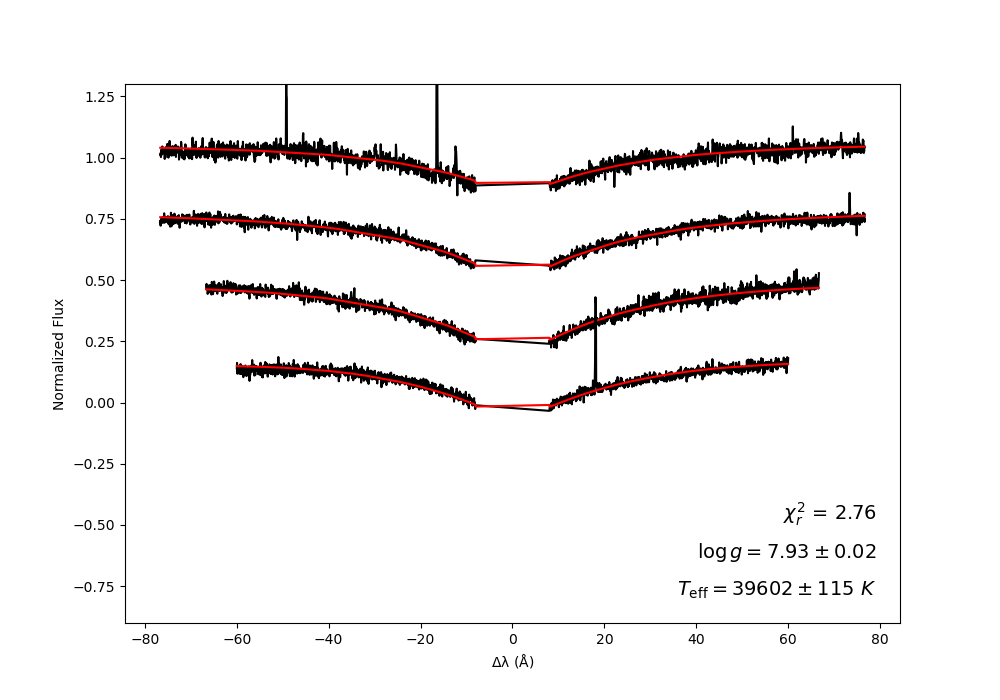 1.25
1.00
0.75
0.50
0.25
0.00
−0.25
−0.50
−0.75
Normalized Flux
χ²ᵣ = 2.76
log g = 7.93 ± 0.02
T_eff = 39602 ± 115 K
−80 −60 −40 −20 0 20 40 60 80
Δλ (Å)